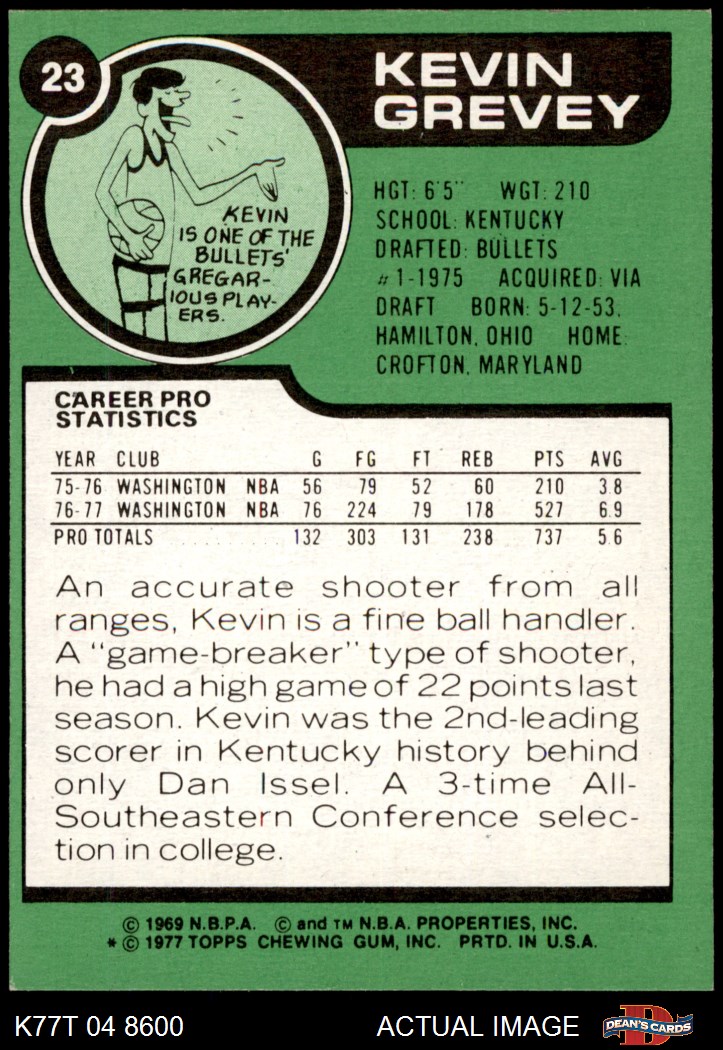 23
KEVIN
GREVEY
KEVIN
IS ONE OF THE
BULLETS'
GREGAR-
IOUS PLAY-
ERS.
HGT: 6'5" WGT: 210
SCHOOL: KENTUCKY
DRAFTED: BULLETS
#1-1975 ACQUIRED: VIA
DRAFT BORN: 5-12-53,
HAMILTON, OHIO HOME:
CROFTON, MARYLAND
CAREER PRO
STATISTICS
YEAR CLUB G FG FT REB PTS AVG
75-76 WASHINGTON NBA 56 79 52 60 210 3.8
76-77 WASHINGTON NBA 76 224 79 178 527 6.9
PRO TOTALS . . . . . . . . . . 132 303 131 238 737 5.6
An accurate shooter from all
ranges, Kevin is a fine ball handler.
A "game-breaker" type of shooter,
he had a high game of 22 points last
season. Kevin was the 2nd-leading
scorer in Kentucky history behind
only Dan Issel. A 3-time All-
Southeastern Conference selec-
tion in college.
© 1969 N.B.P.A. © and TM N.B.A. PROPERTIES, INC.
* © 1977 TOPPS CHEWING GUM, INC. PRTD. IN U.S.A.
K77T 04 8600 ACTUAL IMAGE D DEAN'S CARDS